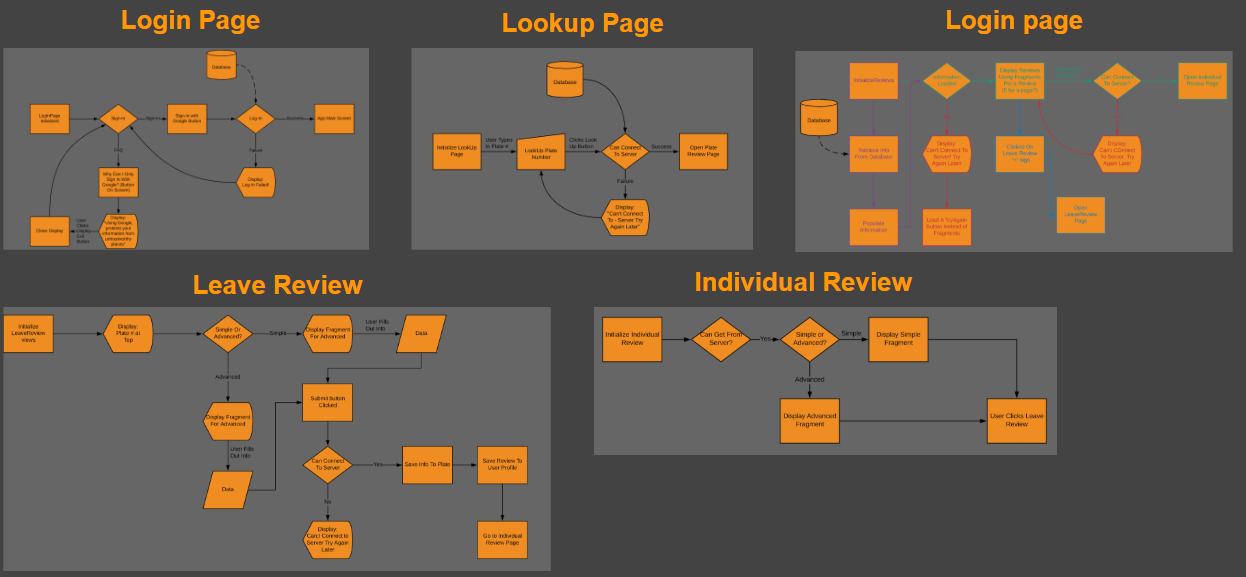 Login Page
Lookup Page
Login page
Database
LoginPage
Initialized
Sign-In
Sign-In
Sign-In with
Google Button
Log-In
Success
App Main Screen
FAQ
Failure
Why Can I Only
Sign In With
Google? (Button
On Screen)
Display:
Log-in Failed
Close Display
User
Clicks
Display
Exit
Button
Display:
"Using Google,
protects your
information from
untrustworthy
Database
Initialize LookUp
Page
User Types
In Plate #
LookUp Plate
Number
Clicks Look
Up Button
Can Connect
To Server
Success
Open Plate
Review Page
Failure
Display:
"Can't Connect
To - Server Try
Again Later"
InitializeReviews
Information
Loaded
Display Reviews
Using Fragments
For a Review
(5 for a page?)
Can Connect
To Server?
Open Individual
Review Page
Database
Retrieve Info
From Database
Display:
Can't Connect To
Server! Try
Again Later!
Clicked On
Leave Review
"+" sign
Display:
Can't COnnect
To Server. Try
Again Later
Populate
Information
Load A TryAgain
Button Instead of
Fragments
Open
LeaveReview
Page
Leave Review
Individual Review
Initialize
LeaveReview
views
Display:
Plate # at
Top
Simple Or
Advanced?
Simple
Display Fragment
For Advanced
User Fills
Out Info
Data
Advanced
Display Fragment
For Advanced
User Fills
Out Info
Data
Submit button
Clicked
Can Connect
To Server
Yes
Save Info To Plate
Save Review To
User Profile
No
Display:
Can;t Connect to
Server Try Again
Later
Go to Individual
Review Page
Initialize Individual
Review
Can Get From
Server?
Yes
Simple or
Advanced?
Simple
Display Simple
Fragment
Advanced
Display Advanced
Fragment
User Clicks Leave
Review